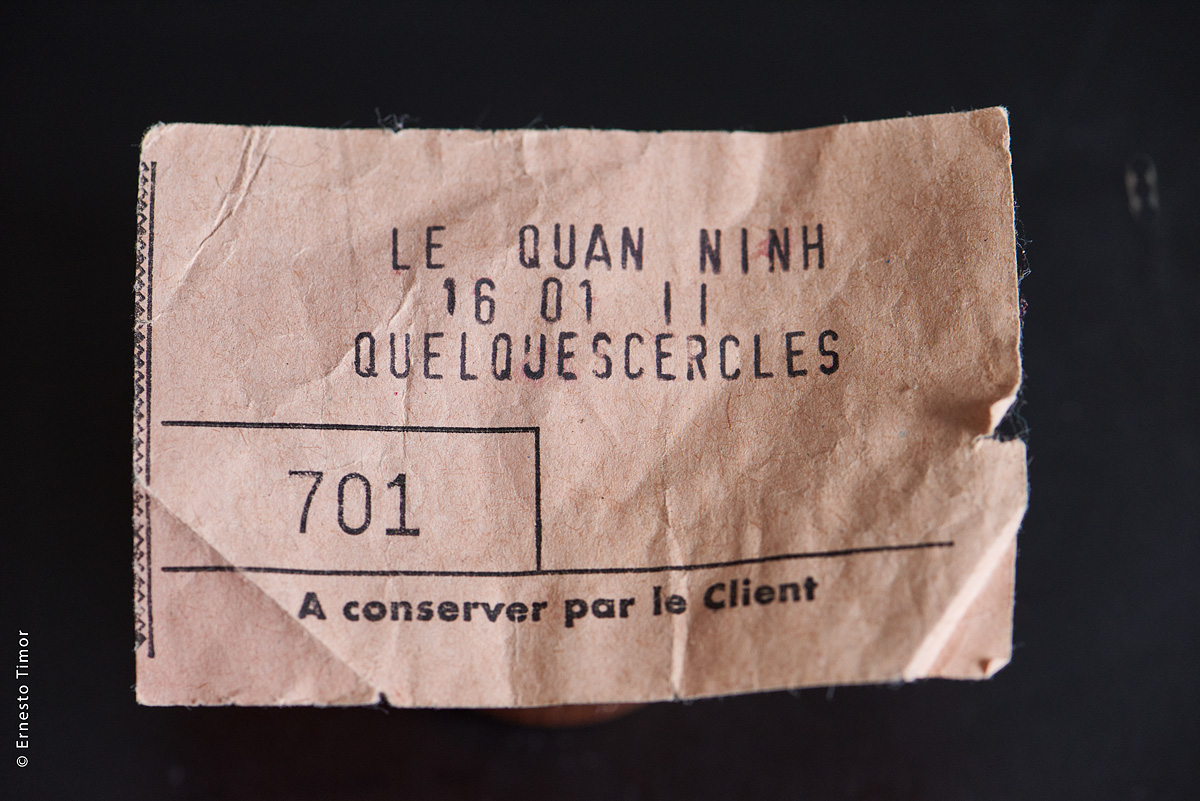 LE QUAN NINH
16 01 11
QUELQUESCERCLES
701
A conserver par le Client
© Ernesto Timor